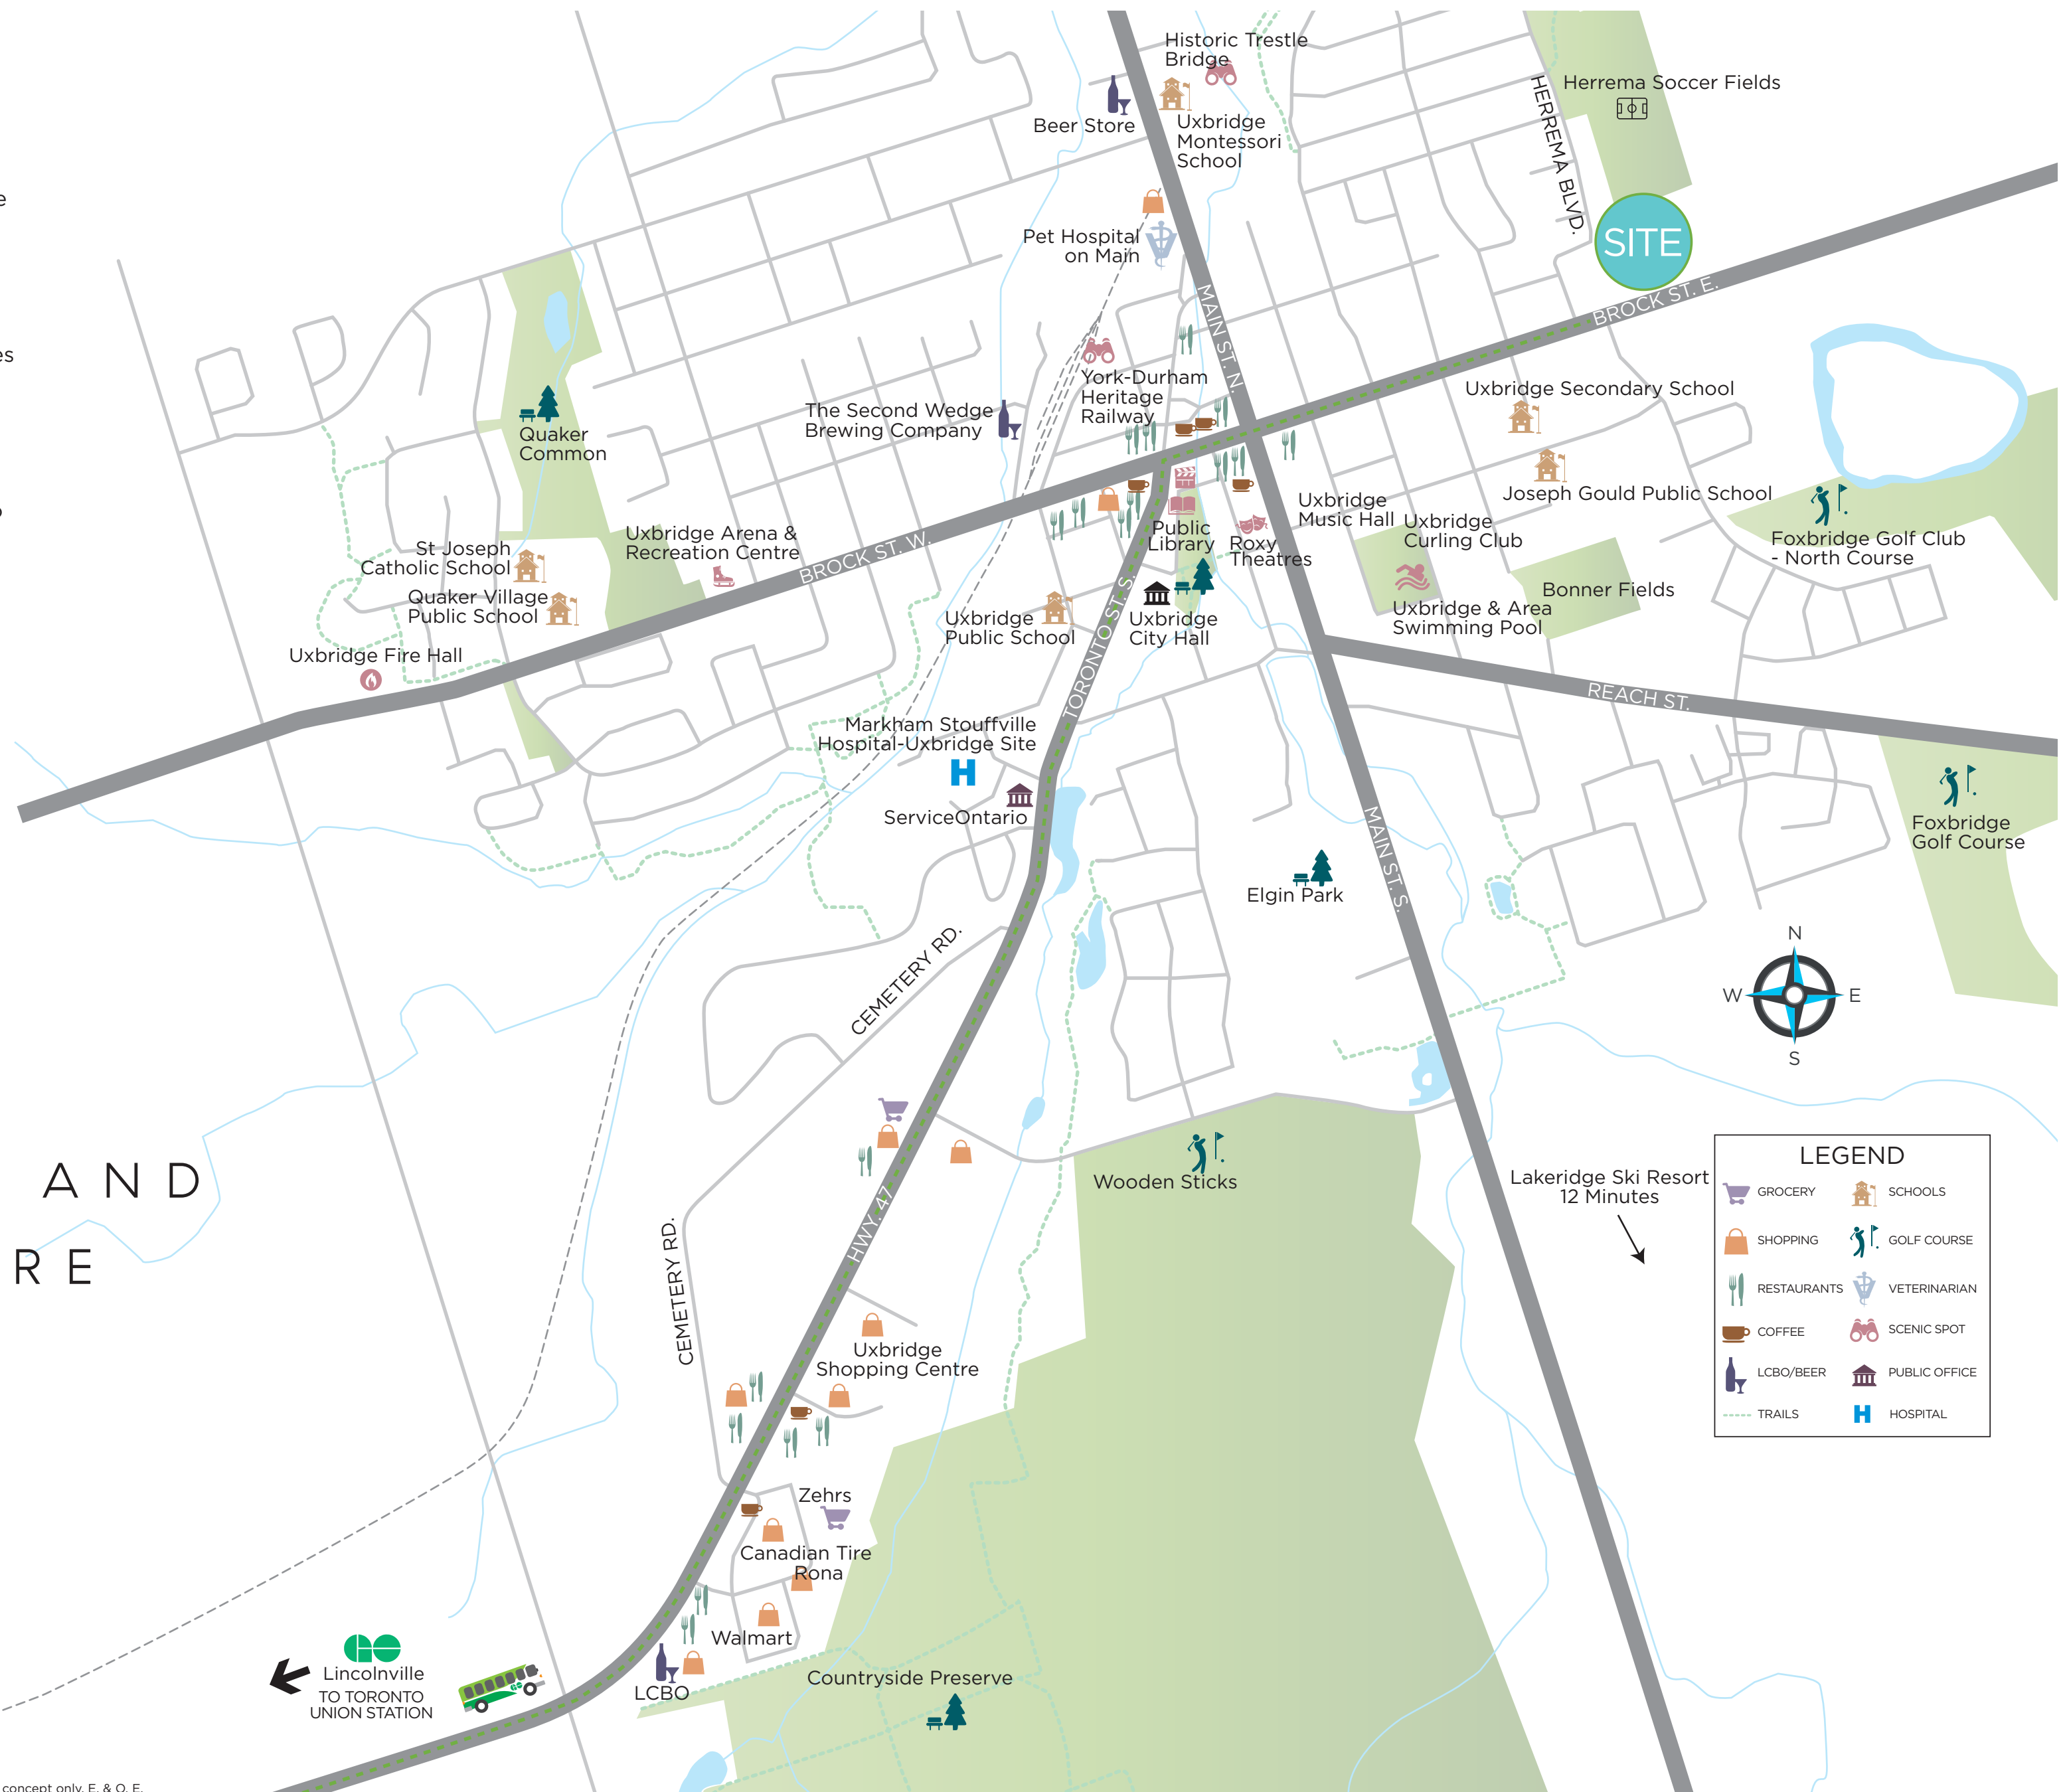 Historic Trestle
Bridge
Beer Store
Uxbridge
Montessori
School
HERREMA BLVD.
Herrema Soccer Fields
e
Pet Hospital
on Main
SITE
MAIN ST. N.
BROCK ST. E.
es
York-Durham
Heritage
Railway
The Second Wedge
Brewing Company
Quaker
Common
Uxbridge Secondary School
Joseph Gould Public School
Uxbridge
Music Hall
Uxbridge
Curling Club
Foxbridge Golf Club
- North Course
Public
Library
Roxy
Theatres
Uxbridge Arena &
Recreation Centre
BROCK ST. W.
St Joseph
Catholic School
Quaker Village
Public School
Uxbridge
Public School
Uxbridge
City Hall
Uxbridge & Area
Swimming Pool
Bonner Fields
Uxbridge Fire Hall
TORONTO ST. S.
REACH ST.
Markham Stouffville
Hospital-Uxbridge Site
H
ServiceOntario
Elgin Park
MAIN ST. S.
Foxbridge
Golf Course
CEMETERY RD.
N
W
E
S
AND
RE
HWY. 47
Wooden Sticks
Lakeridge Ski Resort
12 Minutes
LEGEND
GROCERY
SCHOOLS
SHOPPING
GOLF COURSE
RESTAURANTS
VETERINARIAN
COFFEE
SCENIC SPOT
LCBO/BEER
PUBLIC OFFICE
TRAILS
H HOSPITAL
CEMETERY RD.
Uxbridge
Shopping Centre
Zehrs
Canadian Tire
Rona
Walmart
LCBO
Countryside Preserve
GO
Lincolnville
TO TORONTO
UNION STATION
concept only. E. & O. E.